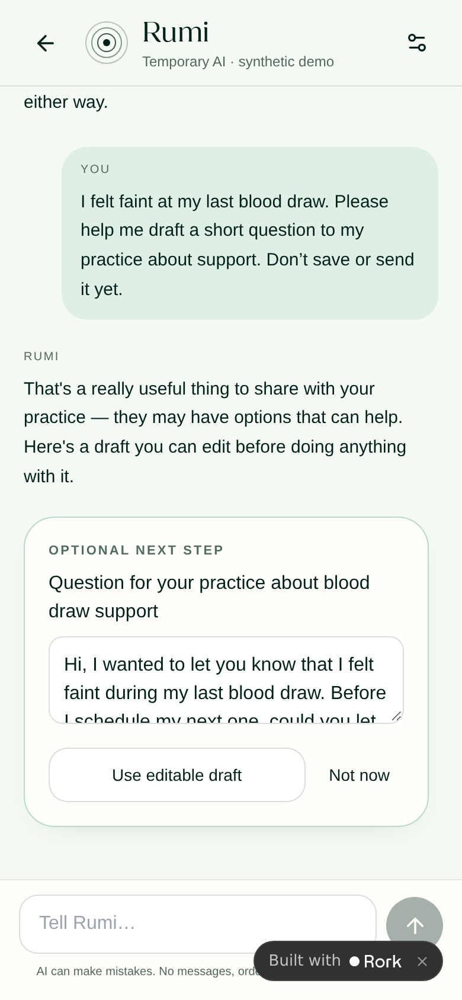 Rumi
Temporary AI · synthetic demo
either way.
YOU
I felt faint at my last blood draw. Please
help me draft a short question to my
practice about support. Don’t save or send
it yet.
RUMI
That's a really useful thing to share with your
practice — they may have options that can help.
Here's a draft you can edit before doing anything
with it.
OPTIONAL NEXT STEP
Question for your practice about blood
draw support
Hi, I wanted to let you know that I felt
faint during my last blood draw. Before
I schedule my next one, could you let
Use editable draft
Not now
Tell Rumi…
AI can make mistakes. No messages,
Built with Rork